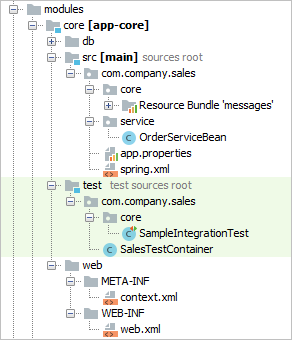 modules
core [app-core]
db
src [main] sources root
com.company.sales
core
Resource Bundle 'messages'
service
OrderServiceBean
app.properties
spring.xml
test test sources root
com.company.sales
core
SampleIntegrationTest
SalesTestContainer
web
META-INF
context.xml
WEB-INF
web.xml